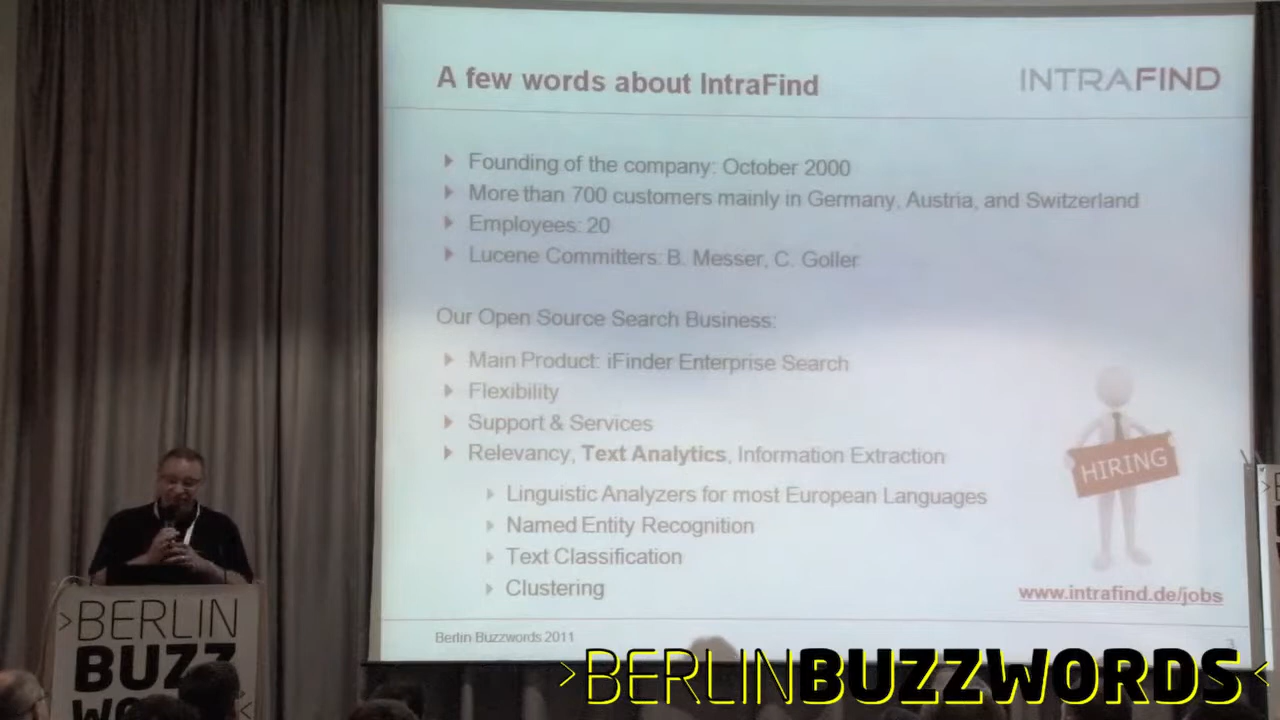 A few words about IntraFind
INTRAFIND
Founding of the company: October 2000
More than 700 customers mainly in Germany, Austria, and Switzerland
Employees: 20
Lucene Committers: B. Messer, C. Goller
Our Open Source Search Business:
Main Product: iFinder Enterprise Search
Flexibility
Support & Services
Relevancy, Text Analytics, Information Extraction
Linguistic Analyzers for most European Languages
Named Entity Recognition
Text Classification
Clustering
HIRING
www.intrafind.de/jobs
Berlin Buzzwords 2011
>BERLIN
BUZZ
WO
>BERLINBUZZWORDS<